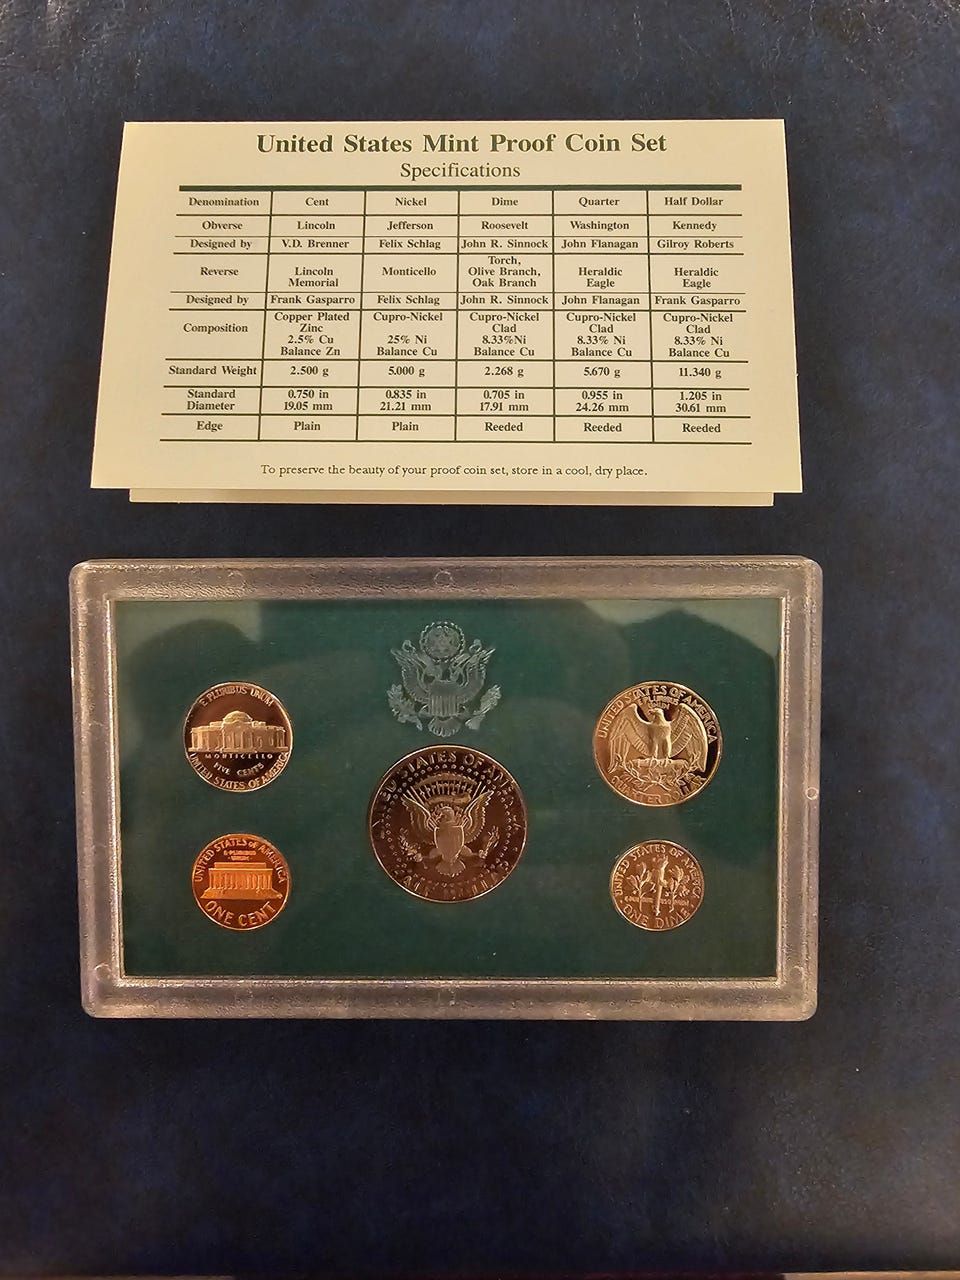 United States Mint Proof Coin Set
Specifications
Denomination Cent Nickel Dime Quarter Half Dollar
Obverse Lincoln Jefferson Roosevelt Washington Kennedy
Designed by V.D. Brenner Felix Schlag John R. Sinnock John Flanagan Gilroy Roberts
Reverse Lincoln Memorial Monticello Torch, Olive Branch, Oak Branch Heraldic Eagle Heraldic Eagle
Designed by Frank Gasparro Felix Schlag John R. Sinnock John Flanagan Frank Gasparro
Composition Copper Plated Zinc 2.5% Cu Balance Zn Cupro-Nickel 25% Ni Balance Cu Cupro-Nickel Clad 8.33%Ni Balance Cu Cupro-Nickel Clad 8.33% Ni Balance Cu Cupro-Nickel Clad 8.33% Ni Balance Cu
Standard Weight 2.500 g 5.000 g 2.268 g 5.670 g 11.340 g
Standard Diameter 0.750 in 19.05 mm 0.835 in 21.21 mm 0.705 in 17.91 mm 0.955 in 24.26 mm 1.205 in 30.61 mm
Edge Plain Plain Reeded Reeded Reeded
To preserve the beauty of your proof coin set, store in a cool, dry place.
E PLURIBUS UNUM
MONTICELLO
FIVE CENTS
UNITED STATES OF AMERICA
UNITED STATES OF AMERICA
E PLURIBUS
UNUM
QUARTER DOLLAR
STATES OF AMERICA
UNITED STATES OF AMERICA
E PLURIBUS
UNUM
ONE CENT
UNITED STATES OF AMERICA
ONE DIME